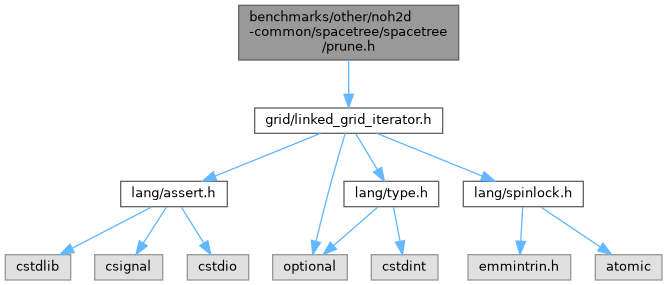 benchmarks/other/noh2d
-common/spacetree/spacetree
/prune.h
grid/linked_grid_iterator.h
lang/assert.h
lang/type.h
lang/spinlock.h
cstdlib
csignal
cstdio
optional
cstdint
emmintrin.h
atomic